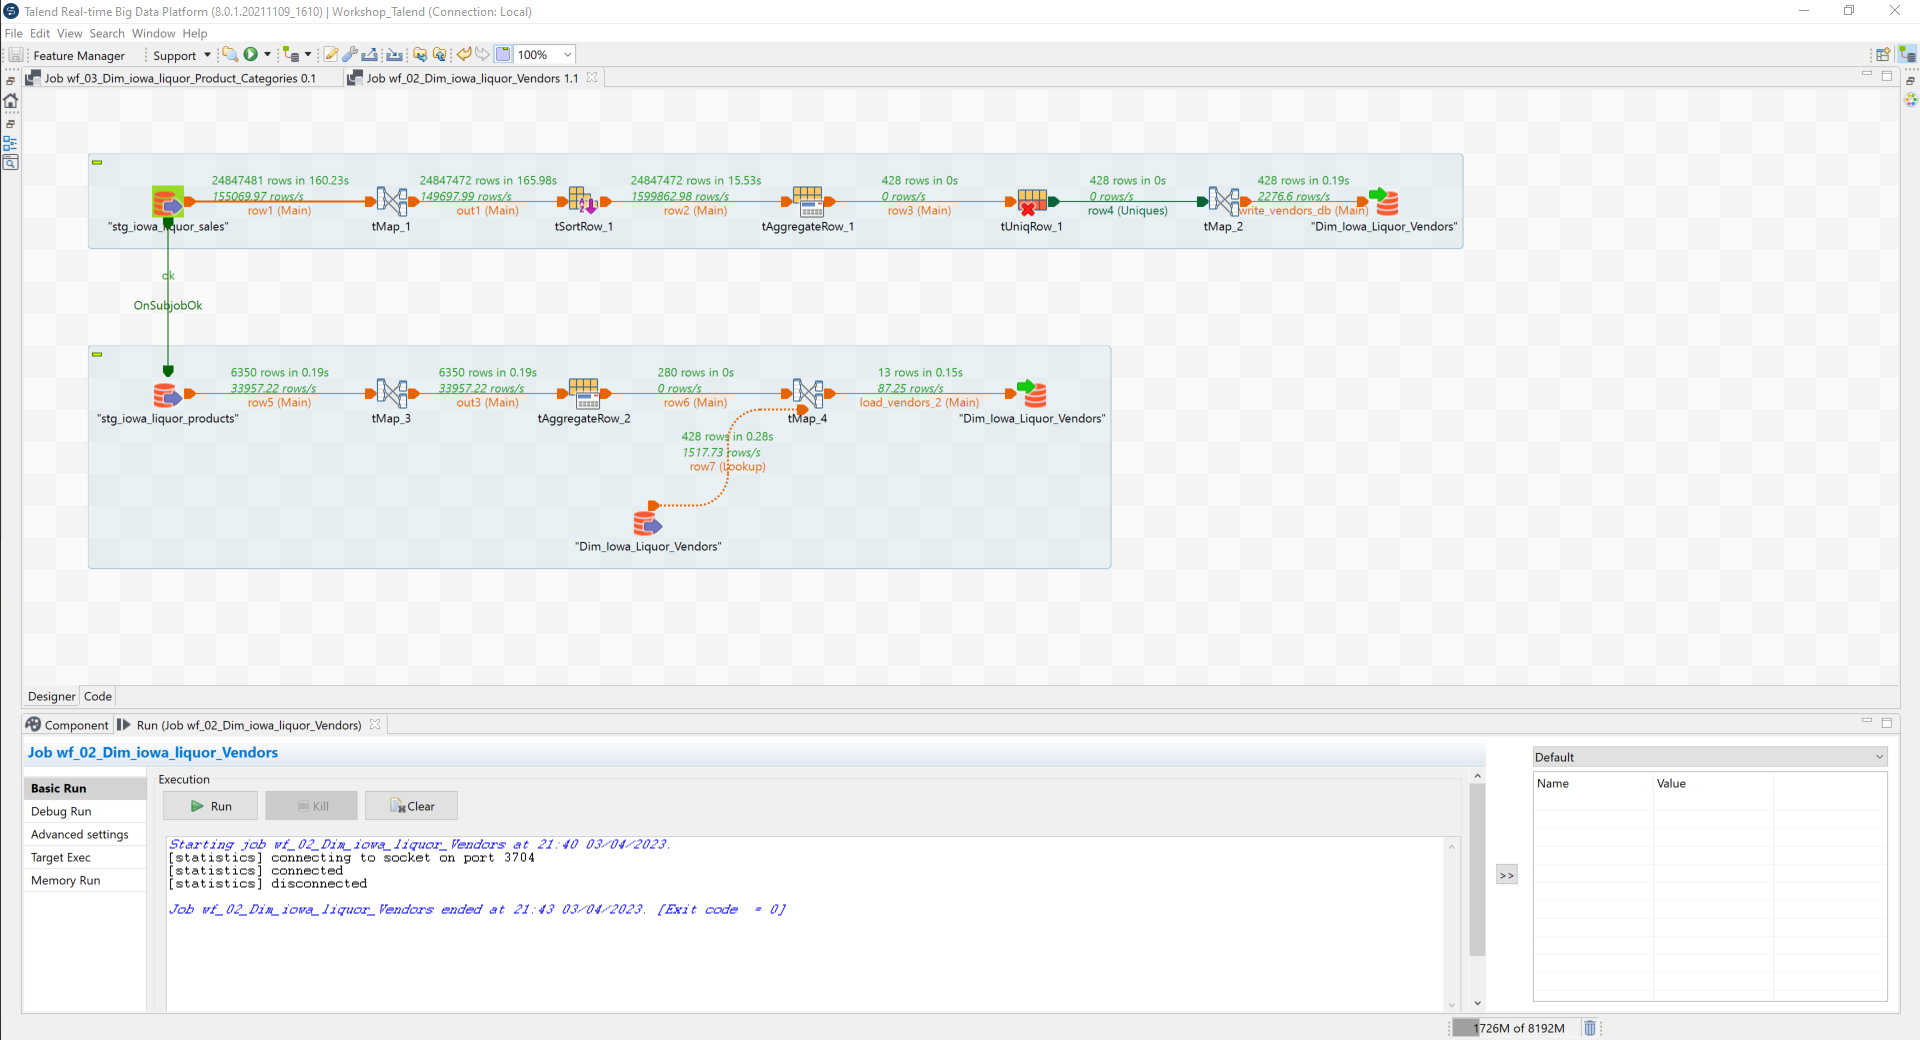 Talend Real-time Big Data Platform (8.0.1.20211109_1610) | Workshop_Talend (Connection: Local)
File Edit View Search Window Help
Feature Manager Support 100%
Job wf_03_Dim_iowa_liquor_Product_Categories 0.1 Job wf_02_Dim_iowa_liquor_Vendors 1.1
24847481 rows in 160.23s 24847472 rows in 165.98s 24847472 rows in 15.53s 428 rows in 0s 428 rows in 0s 428 rows in 0.19s
155069.97 rows/s 149697.99 rows/s 1599862.98 rows/s 0 rows/s 0 rows/s 2276.6 rows/s
row1 (Main) out1 (Main) row2 (Main) row3 (Main) row4 (Uniques) write_vendors_db (Main)
"stg_iowa_liquor_sales" tMap_1 tSortRow_1 tAggregateRow_1 tUniqRow_1 tMap_2 "Dim_Iowa_Liquor_Vendors"
ok
OnSubjobOk
6350 rows in 0.19s 6350 rows in 0.19s 280 rows in 0s 13 rows in 0.15s
33957.22 rows/s 33957.22 rows/s 0 rows/s 87.25 rows/s
row5 (Main) out3 (Main) row6 (Main) load_vendors_2 (Main)
"stg_iowa_liquor_products" tMap_3 tAggregateRow_2 tMap_4 "Dim_Iowa_Liquor_Vendors"
428 rows in 0.28s
1517.73 rows/s
row7 (Lookup)
"Dim_Iowa_Liquor_Vendors"
Designer Code
Component Run (Job wf_02_Dim_iowa_liquor_Vendors)
Job wf_02_Dim_iowa_liquor_Vendors
Default
Basic Run
Debug Run
Advanced settings
Target Exec
Memory Run
Execution
Run Kill Clear
Starting job wf_02_Dim_iowa_liquor_Vendors at 21:40 03/04/2023.
[statistics] connecting to socket on port 3704
[statistics] connected
[statistics] disconnected
Job wf_02_Dim_iowa_liquor_Vendors ended at 21:43 03/04/2023. [Exit code  = 0]
>>
Name Value
1726M of 8192M